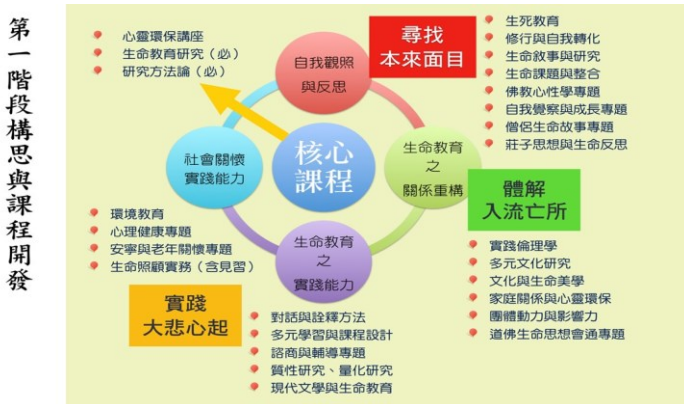 第一階段構思與課程開發
心靈環保講座
生命教育研究（必）
研究方法論（必）
自我觀照
與反思
尋找
本來面目
生死教育
修行與自我轉化
生命敘事與研究
生命課題與整合
佛教心性學專題
自我覺察與成長專題
僧侶生命故事專題
莊子思想與生命反思
社會關懷
實踐能力
核心
課程
生命教育
之
關係重構
體解
入流亡所
環境教育
心理健康專題
安寧與老年關懷專題
生命照顧實務（含見習）
生命教育
之
實踐能力
實踐倫理學
多元文化研究
文化與生命美學
家庭關係與心靈環保
團體動力與影響力
道佛生命思想會通專題
實踐
大悲心起
對話與詮釋方法
多元學習與課程設計
諮商與輔導專題
質性研究、量化研究
現代文學與生命教育